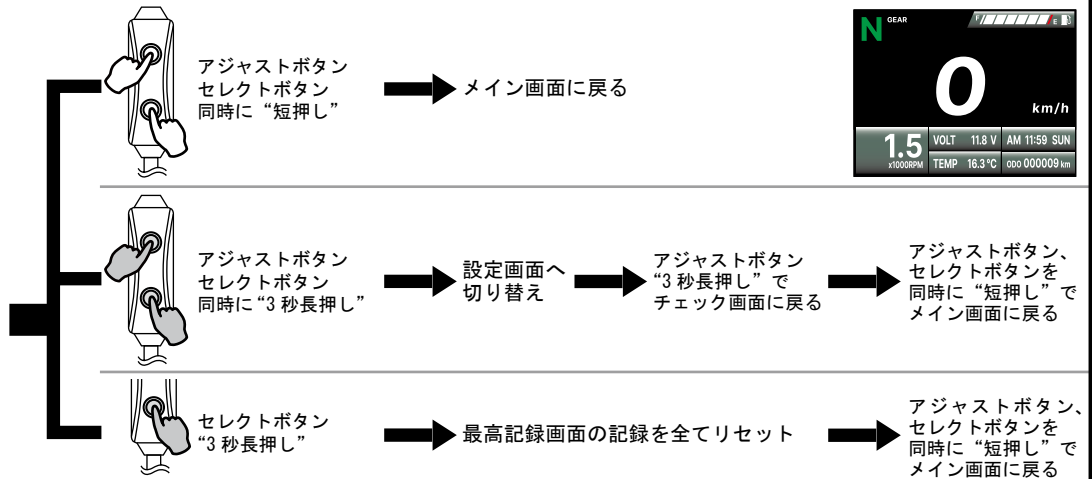 アジャストボタン
セレクトボタン
同時に“短押し”
メイン画面に戻る
N GEAR
F E
0
km/h
1.5
x1000RPM
VOLT 11.8 V
AM 11:59 SUN
TEMP 16.3℃
ODO 000009 km
アジャストボタン
セレクトボタン
同時に“3秒長押し”
設定画面へ
切り替え
アジャストボタン
“3秒長押し”で
チェック画面に戻る
アジャストボタン、
セレクトボタンを
同時に“短押し”で
メイン画面に戻る
セレクトボタン
“3秒長押し”
最高記録画面の記録を全てリセット
アジャストボタン、
セレクトボタンを
同時に“短押し”で
メイン画面に戻る